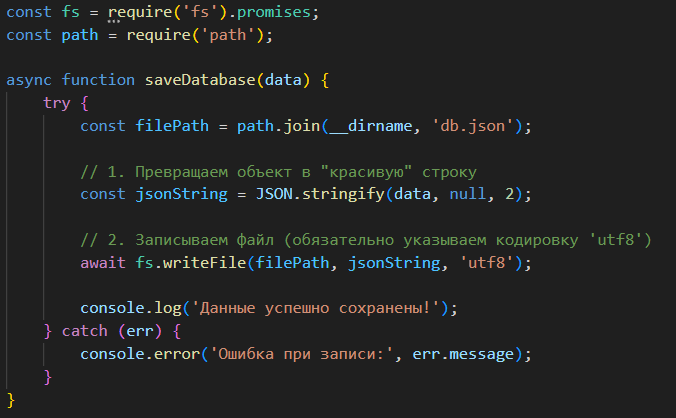 const fs = require('fs').promises;
const path = require('path');

async function saveDatabase(data) {
    try {
        const filePath = path.join(__dirname, 'db.json');

        // 1. Превращаем объект в "красивую" строку
        const jsonString = JSON.stringify(data, null, 2);

        // 2. Записываем файл (обязательно указываем кодировку 'utf8')
        await fs.writeFile(filePath, jsonString, 'utf8');

        console.log('Данные успешно сохранены!');
    } catch (err) {
        console.error('Ошибка при записи:', err.message);
    }
}